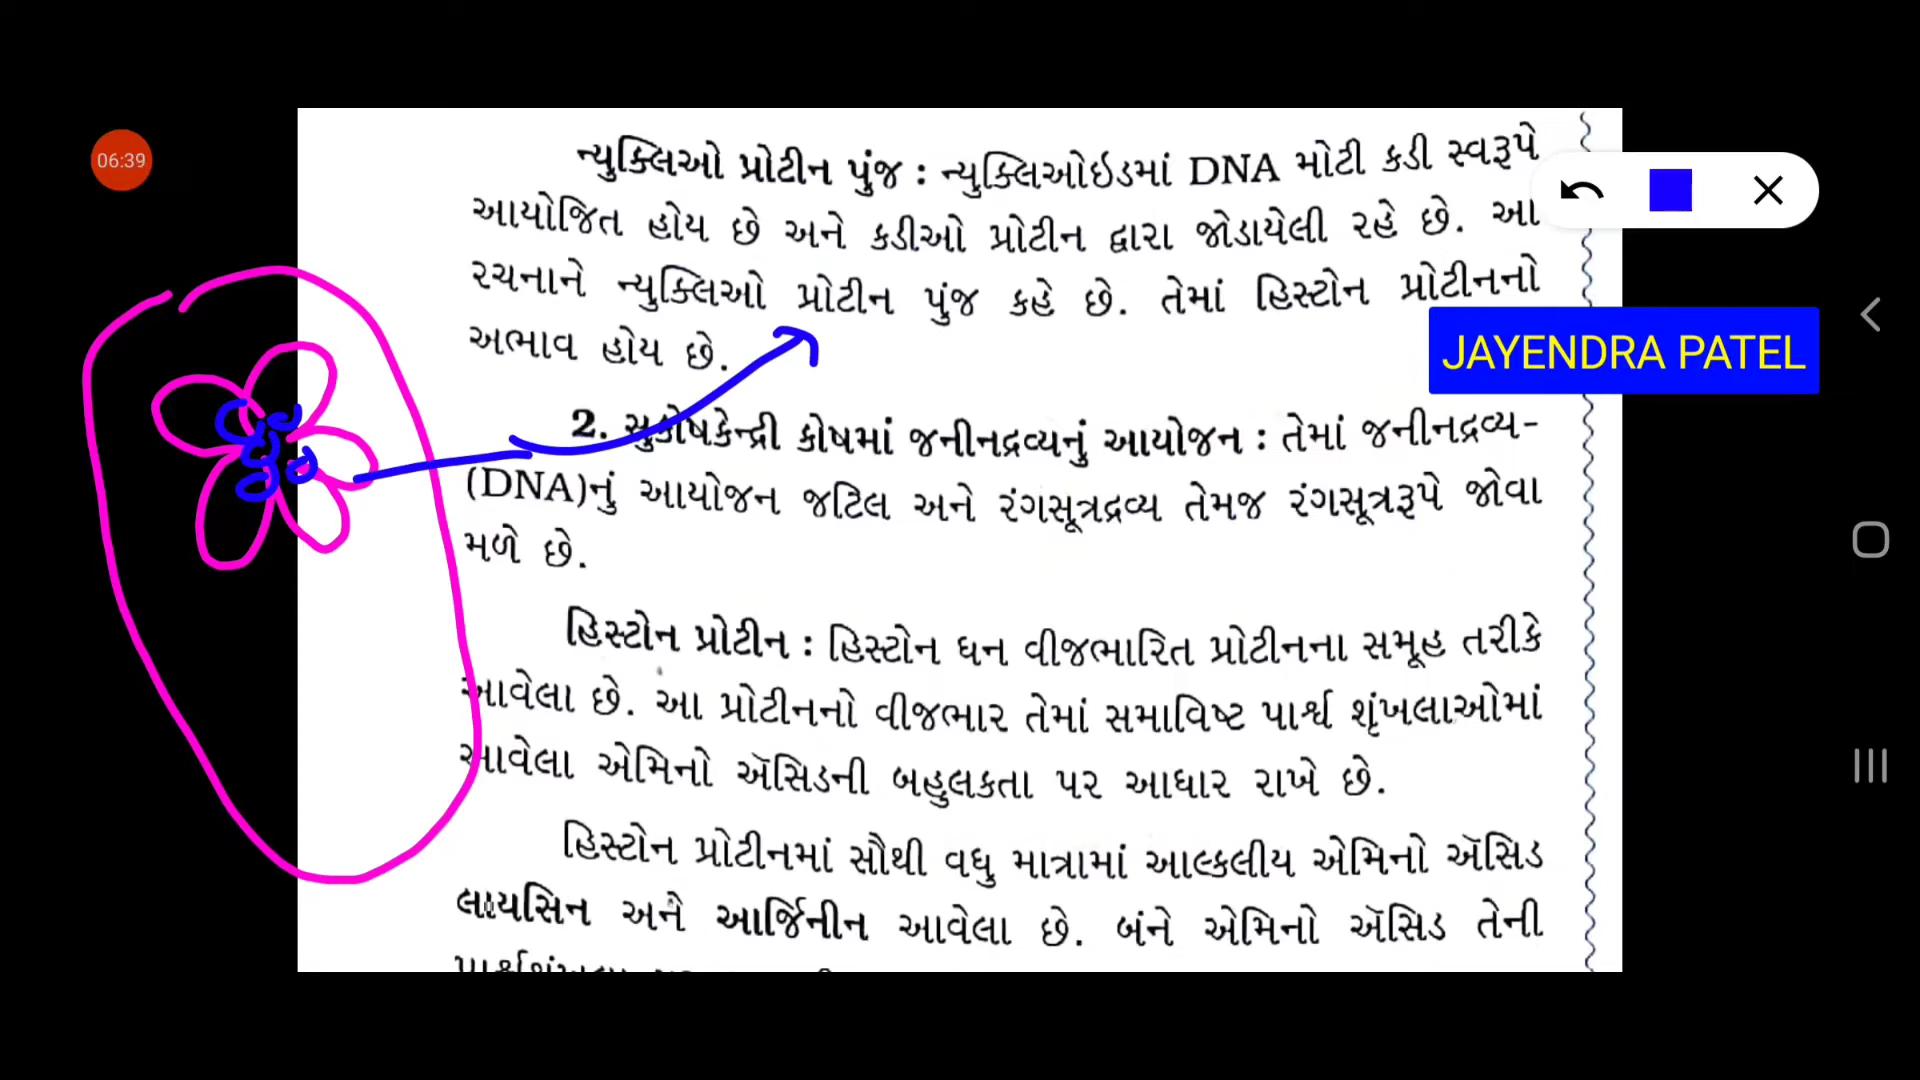 06:39
ન્યુક્લિઓ પ્રોટીન પુંજ : ન્યુક્લિઓઇડમાં DNA મોટી કડી સ્વરૂપે
આયોજિત હોય છે અને કડીઓ પ્રોટીન દ્વારા જોડાયેલી રહે છે. આ
રચનાને ન્યુક્લિઓ પ્રોટીન પુંજ કહે છે. તેમાં હિસ્ટોન પ્રોટીનનો
અભાવ હોય છે.
JAYENDRA PATEL
2. સુકોષકેન્દ્રી કોષમાં જનીનદ્રવ્યનું આયોજન : તેમાં જનીનદ્રવ્ય-
(DNA)નું આયોજન જટિલ અને રંગસૂત્રદ્રવ્ય તેમજ રંગસૂત્રરૂપે જોવા
મળે છે.
હિસ્ટોન પ્રોટીન : હિસ્ટોન ધન વીજભારિત પ્રોટીનના સમૂહ તરીકે
આવેલા છે. આ પ્રોટીનનો વીજભાર તેમાં સમાવિષ્ટ પાર્શ્વ શૃંખલાઓમાં
આવેલા એમિનો ઍસિડની બહુલકતા પર આધાર રાખે છે.
હિસ્ટોન પ્રોટીનમાં સૌથી વધુ માત્રામાં આલ્કલીય એમિનો ઍસિડ
લાયસિન અને આર્જિનીન આવેલા છે. બંને એમિનો ઍસિડ તેની